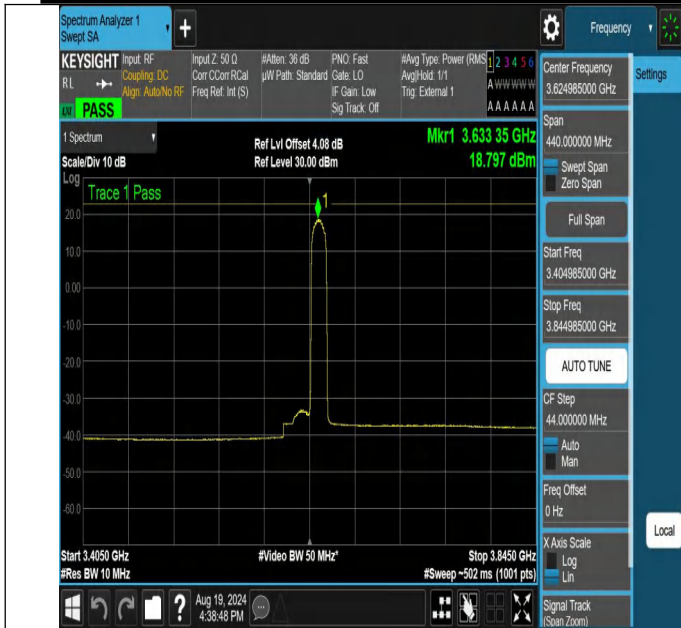 Spectrum Analyzer 1
Swept SA
+
Frequency
KEYSIGHT
RL
PASS
Input: RF
Coupling: DC
Align: Auto/No RF
Input Z: 50 Ω
Corr CCorr RCal
Freq Ref: Int (S)
#Atten: 36 dB
µW Path: Standard
PNO: Fast
Gate: LO
IF Gain: Low
Sig Track: Off
#Avg Type: Power (RMS
Avg|Hold: 1/1
Trig: External 1
1 2 3 4 5 6
A W W W W W
A A A A A A
1 Spectrum
Scale/Div 10 dB
Ref Lvl Offset 4.08 dB
Ref Level 30.00 dBm
Mkr1 3.633 35 GHz
18.797 dBm
Log
Trace 1 Pass
1
20.0
10.0
0.00
-10.0
-20.0
-30.0
-40.0
-50.0
-60.0
Start 3.4050 GHz
#Res BW 10 MHz
#Video BW 50 MHz*
Stop 3.8450 GHz
#Sweep ~502 ms (1001 pts)
Center Frequency
3.624985000 GHz
Settings
Span
440.000000 MHz
Swept Span
Zero Span
Full Span
Start Freq
3.404985000 GHz
Stop Freq
3.844985000 GHz
AUTO TUNE
CF Step
44.000000 MHz
Auto
Man
Freq Offset
0 Hz
X Axis Scale
Log
Lin
Local
Signal Track
(Span Zoom)
?
Aug 19, 2024
4:38:48 PM